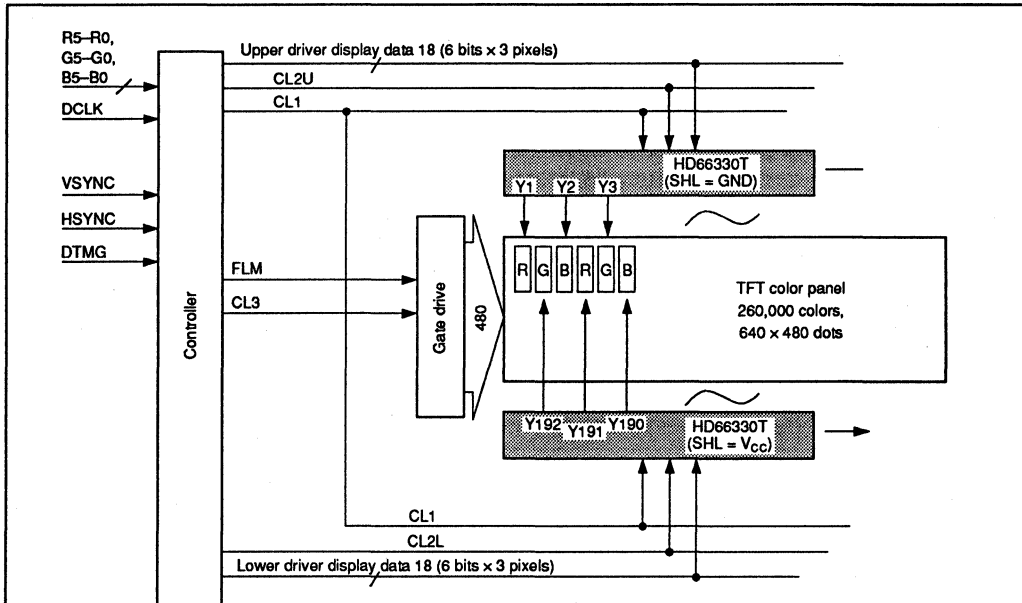 R5–R0,
G5–G0,
B5–B0
DCLK
VSYNC
HSYNC
DTMG
Controller
Upper driver display data 18 (6 bits × 3 pixels)
CL2U
CL1
HD66330T
(SHL = GND)
Y1 Y2 Y3
FLM
CL3
Gate drive
480
R G B R G B
TFT color panel
260,000 colors,
640 × 480 dots
Y192 Y191 Y190
HD66330T
(SHL = VCC)
CL1
CL2L
Lower driver display data 18 (6 bits × 3 pixels)